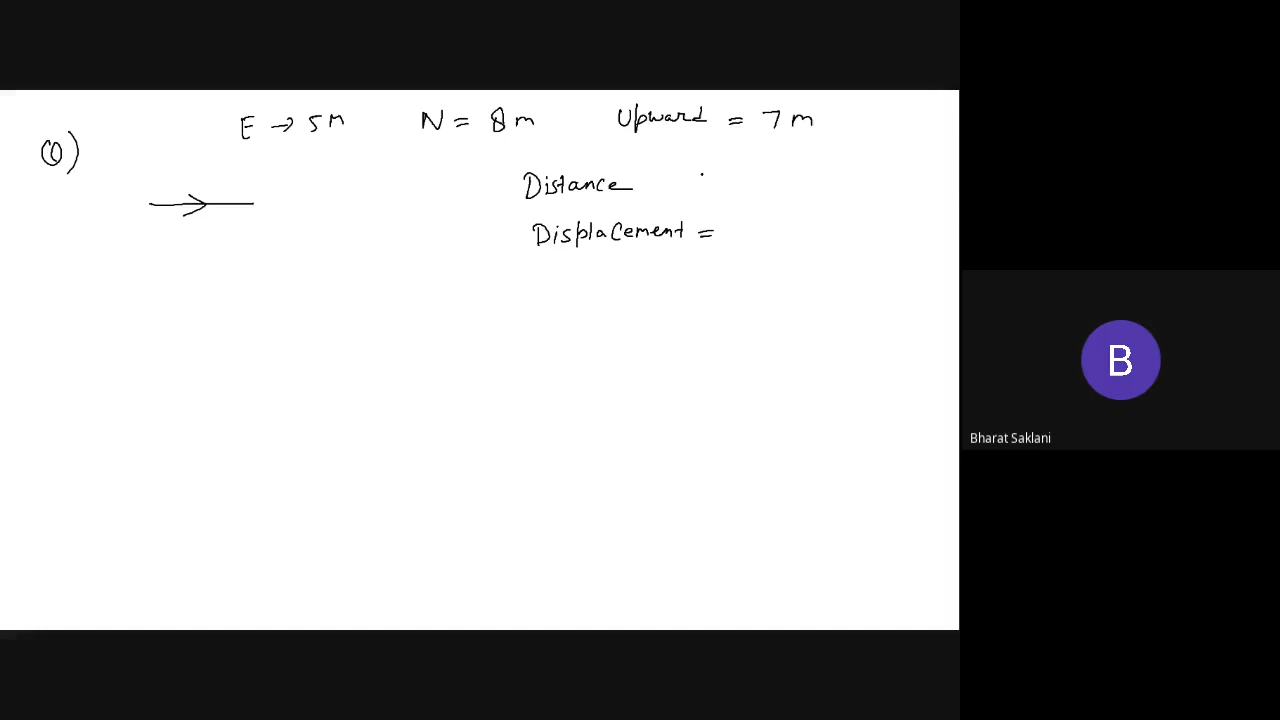 E → 5m N = 8m Upward = 7m
Q)
Distance
Displacement =
B
Bharat Saklani